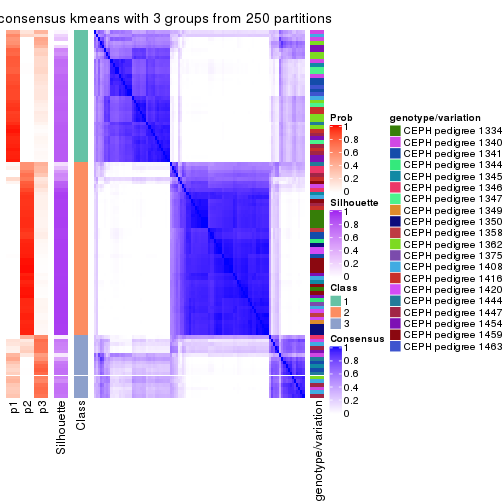 consensus kmeans with 3 groups from 250 partitions
Prob
1
0.8
0.6
0.4
0.2
0
Silhouette
1
0.8
0.6
0.4
0.2
0
Class
1
2
3
Consensus
1
0.8
0.6
0.4
0.2
0
genotype/variation
CEPH pedigree 1334
CEPH pedigree 1340
CEPH pedigree 1341
CEPH pedigree 1344
CEPH pedigree 1345
CEPH pedigree 1346
CEPH pedigree 1347
CEPH pedigree 1349
CEPH pedigree 1350
CEPH pedigree 1358
CEPH pedigree 1362
CEPH pedigree 1375
CEPH pedigree 1408
CEPH pedigree 1416
CEPH pedigree 1420
CEPH pedigree 1444
CEPH pedigree 1447
CEPH pedigree 1454
CEPH pedigree 1459
CEPH pedigree 1463
p1
p2
p3
Silhouette
Class
genotype/variation